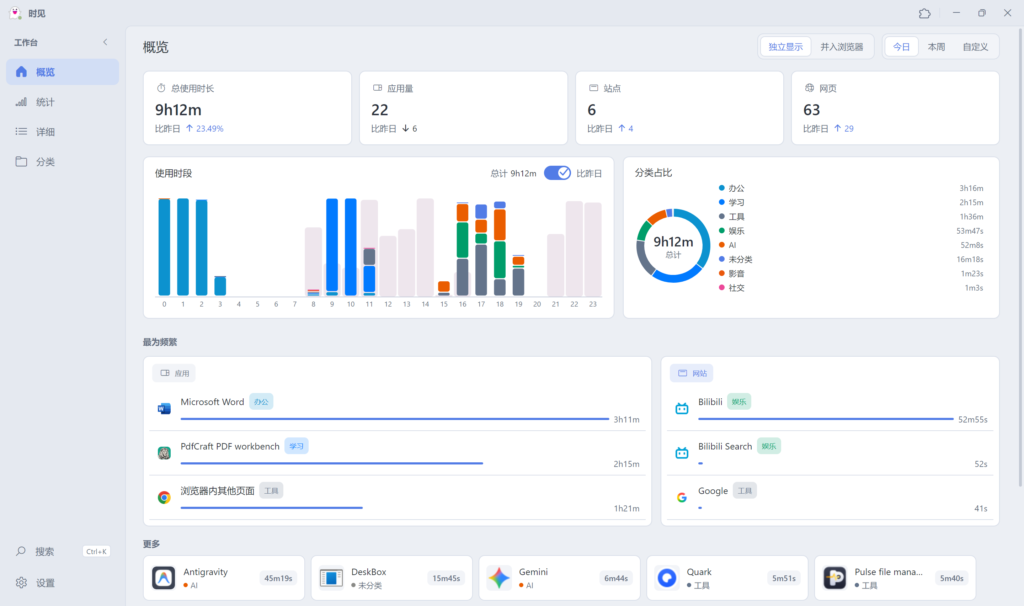 时见
工作台
概览
统计
详细
分类
搜索 Ctrl+K
设置
概览
独立显示 并入浏览器 今日 本周 自定义
总使用时长
9h12m
比昨日 ↑ 23.49%
应用量
22
比昨日 ↓ 6
站点
6
比昨日 ↑ 4
网页
63
比昨日 ↑ 29
使用时段 总计 9h12m 比昨日
0 1 2 3 4 5 6 7 8 9 10 11 12 13 14 15 16 17 18 19 20 21 22 23
分类占比
9h12m
总计
办公 3h16m
学习 2h15m
工具 1h36m
娱乐 53m47s
AI 52m8s
未分类 16m18s
影音 1m23s
社交 1m3s
最为频繁
应用
Microsoft Word 办公
3h11m
PdfCraft PDF workbench 学习
2h15m
浏览器内其他页面 工具
1h21m
网站
Bilibili 娱乐
52m55s
Bilibili Search 娱乐
52s
Google 工具
41s
更多
Antigravity
AI
45m19s
DeskBox
未分类
15m45s
Gemini
AI
6m44s
Quark
工具
5m51s
Pulse file mana...
工具
5m40s